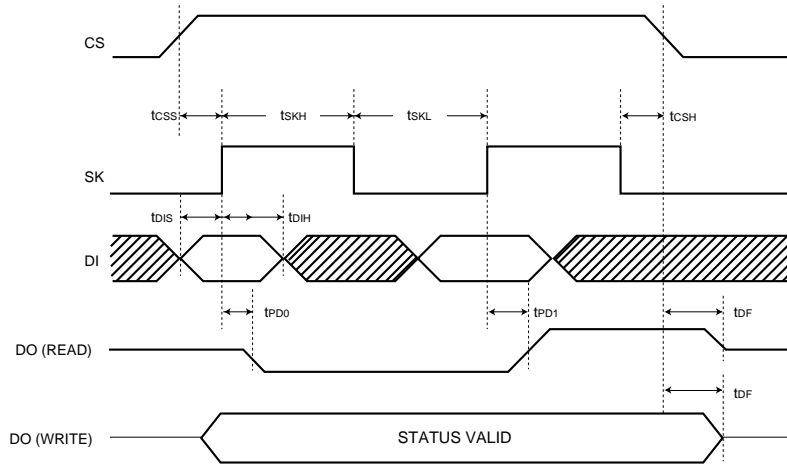 CS
tCSS tSKH tSKL tCSH
SK
tDIS tDIH
DI
tPD0 tPD1 tDF
DO (READ)
tDF
DO (WRITE) STATUS VALID